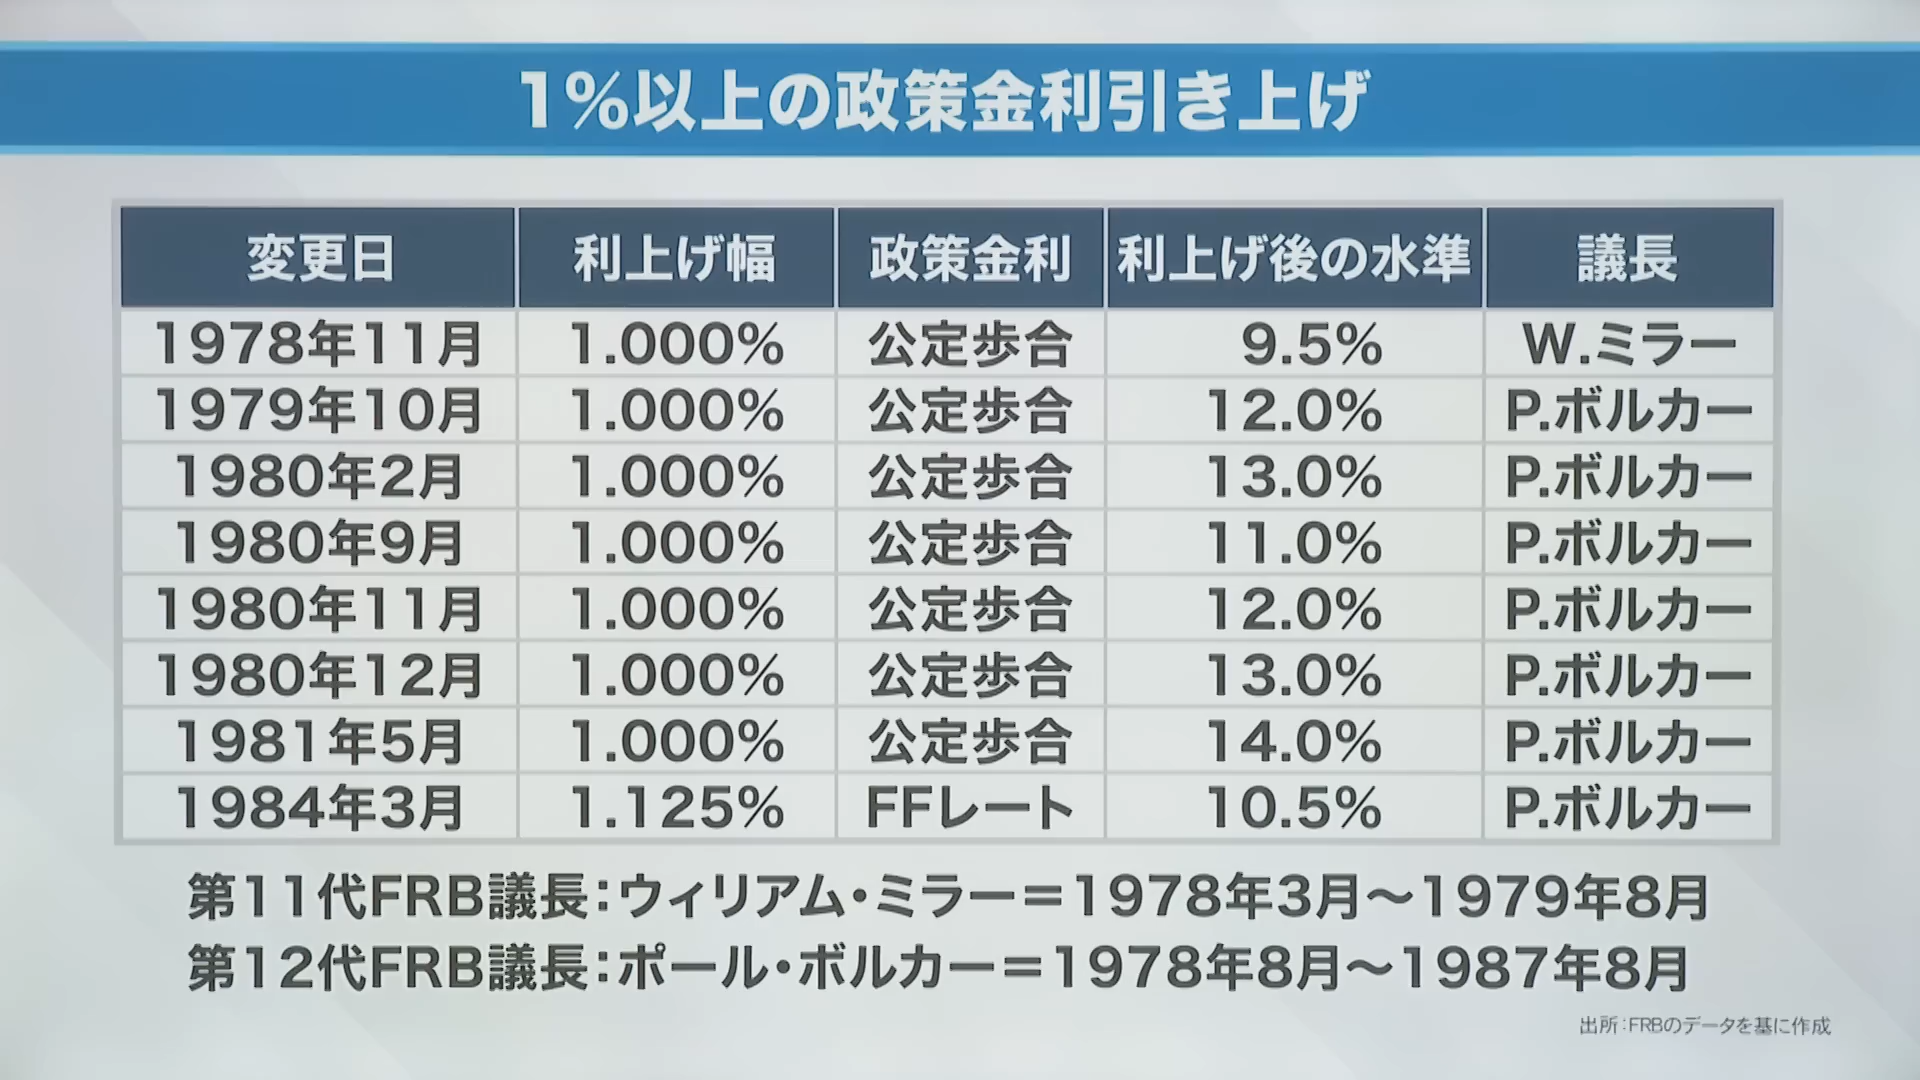 1%以上の政策金利引き上げ
変更日 利上げ幅 政策金利 利上げ後の水準 議長
1978年11月 1.000% 公定歩合 9.5% W.ミラー
1979年10月 1.000% 公定歩合 12.0% P.ボルカー
1980年2月 1.000% 公定歩合 13.0% P.ボルカー
1980年9月 1.000% 公定歩合 11.0% P.ボルカー
1980年11月 1.000% 公定歩合 12.0% P.ボルカー
1980年12月 1.000% 公定歩合 13.0% P.ボルカー
1981年5月 1.000% 公定歩合 14.0% P.ボルカー
1984年3月 1.125% FFレート 10.5% P.ボルカー
第11代FRB議長:ウィリアム・ミラー=1978年3月~1979年8月
第12代FRB議長:ポール・ボルカー=1978年8月~1987年8月
出所:FRBのデータを基に作成